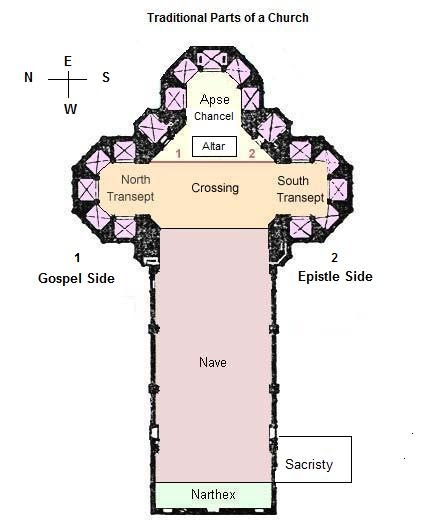 Traditional Parts of a Church
E
N S
W
Apse
Chancel
Altar
1 2
North
Transept
Crossing
South
Transept
1
Gospel Side
2
Epistle Side
Nave
Sacristy
Narthex